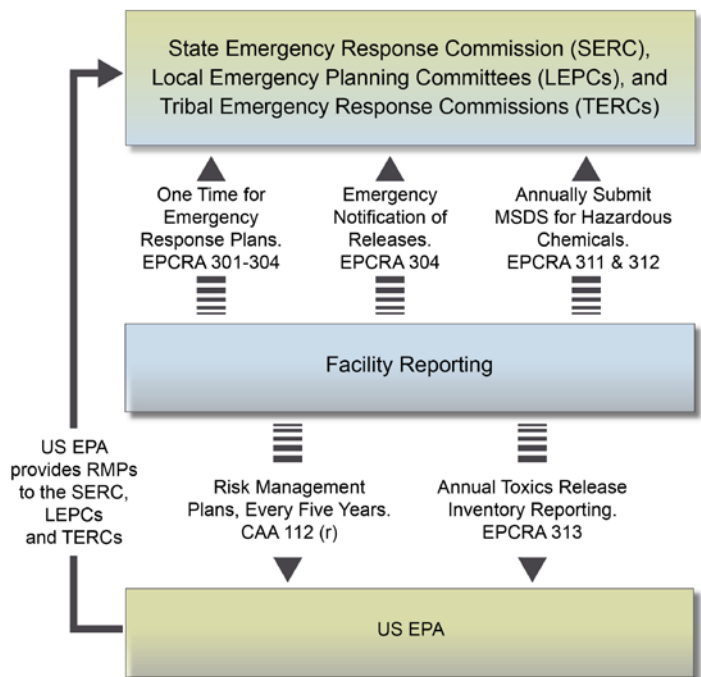 State Emergency Response Commission (SERC),
Local Emergency Planning Committees (LEPCs), and
Tribal Emergency Response Commissions (TERCs)
One Time for
Emergency
Response Plans.
EPCRA 301-304
Emergency
Notification of
Releases.
EPCRA 304
Annually Submit
MSDS for Hazardous
Chemicals.
EPCRA 311 & 312
Facility Reporting
US EPA
provides RMPs
to the SERC,
LEPCs
and TERCs
Risk Management
Plans, Every Five Years.
CAA 112 (r)
Annual Toxics Release
Inventory Reporting.
EPCRA 313
US EPA